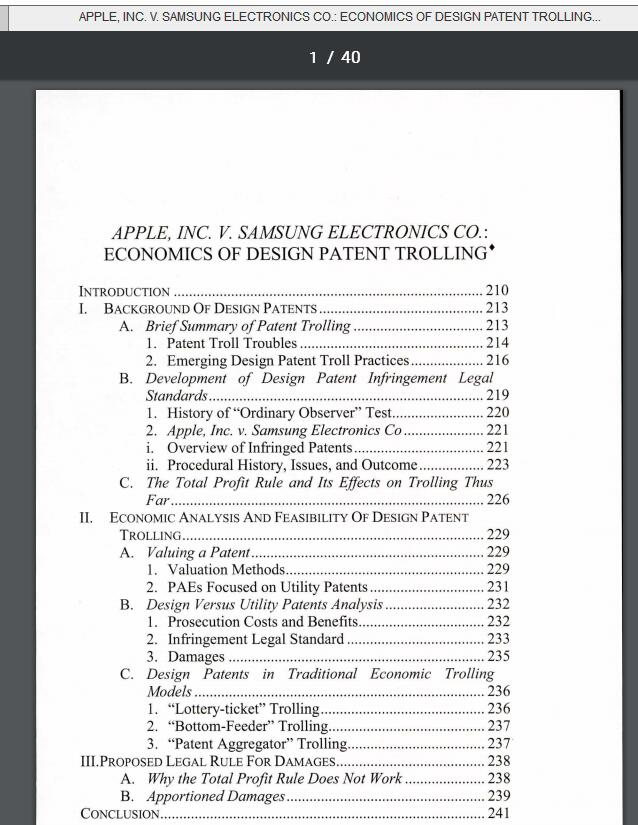 APPLE, INC. V. SAMSUNG ELECTRONICS CO.: ECONOMICS OF DESIGN PATENT TROLLING...
1 / 40
APPLE, INC. V. SAMSUNG ELECTRONICS CO.:
ECONOMICS OF DESIGN PATENT TROLLING♦
INTRODUCTION ........ 210
I. BACKGROUND OF DESIGN PATENTS ........ 213
A. Brief Summary of Patent Trolling ........ 213
1. Patent Troll Troubles ........ 214
2. Emerging Design Patent Troll Practices ........ 216
B. Development of Design Patent Infringement Legal
Standards ........ 219
1. History of “Ordinary Observer” Test ........ 220
2. Apple, Inc. v. Samsung Electronics Co ........ 221
i. Overview of Infringed Patents ........ 221
ii. Procedural History, Issues, and Outcome ........ 223
C. The Total Profit Rule and Its Effects on Trolling Thus
Far ........ 226
II. ECONOMIC ANALYSIS AND FEASIBILITY OF DESIGN PATENT
TROLLING ........ 229
A. Valuing a Patent ........ 229
1. Valuation Methods ........ 229
2. PAEs Focused on Utility Patents ........ 231
B. Design Versus Utility Patents Analysis ........ 232
1. Prosecution Costs and Benefits ........ 232
2. Infringement Legal Standard ........ 233
3. Damages ........ 235
C. Design Patents in Traditional Economic Trolling
Models ........ 236
1. “Lottery-ticket” Trolling ........ 236
2. “Bottom-Feeder” Trolling ........ 237
3. “Patent Aggregator” Trolling ........ 237
III.PROPOSED LEGAL RULE FOR DAMAGES ........ 238
A. Why the Total Profit Rule Does Not Work ........ 238
B. Apportioned Damages ........ 239
CONCLUSION ........ 241